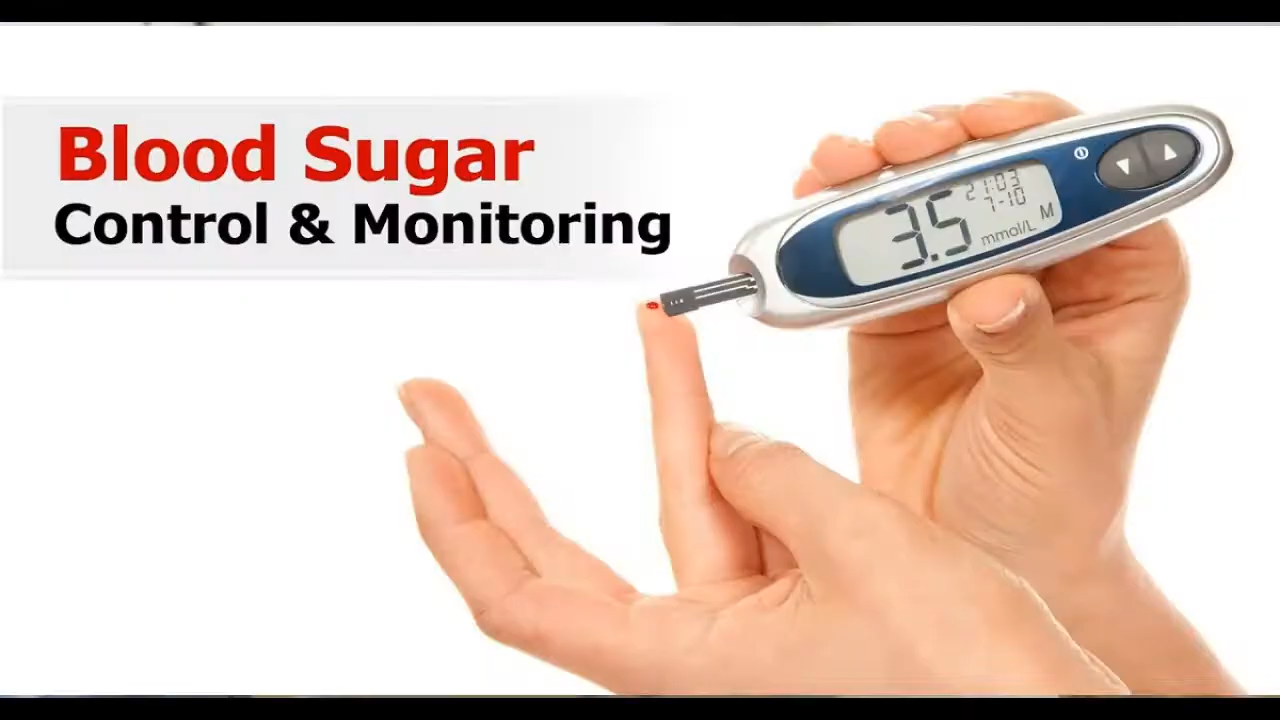 Blood Sugar
Control & Monitoring
21:03
7-10
3.5
mmol/L
M